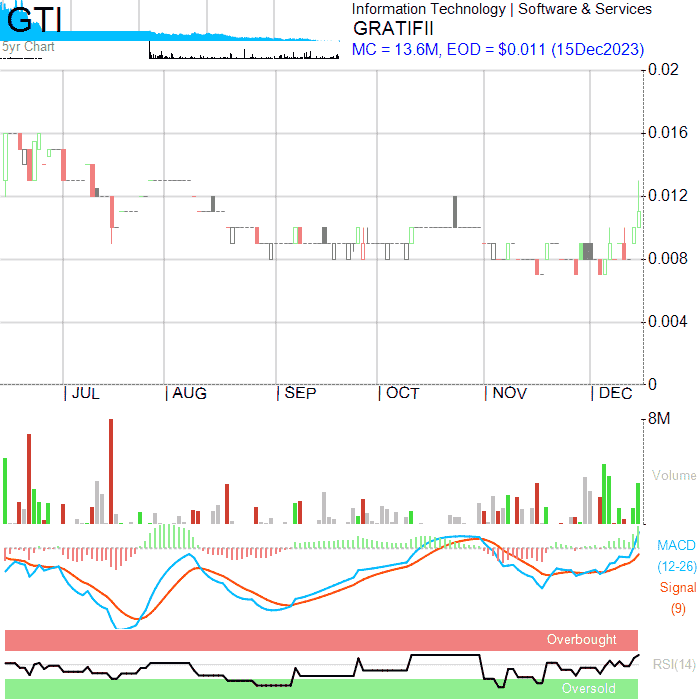 GTI
5yr Chart
Information Technology | Software & Services
GRATIFII
MC = 13.6M, EOD = $0.011 (15Dec2023)
0.02
0.016
0.012
0.008
0.004
0
| JUL | AUG | SEP | OCT | NOV | DEC
8M
Volume
MACD
(12-26)
Signal
(9)
Overbought
RSI(14)
Oversold